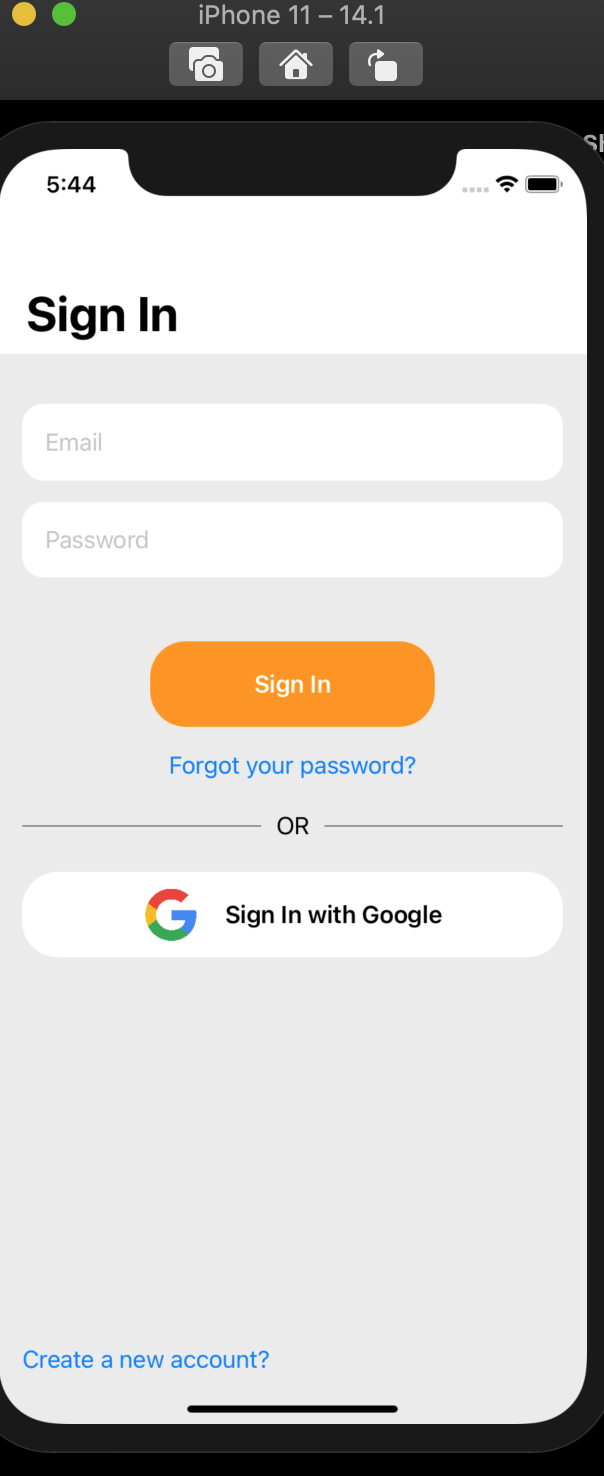 iPhone 11 – 14.1
5:44
Sign In
Email
Password
Sign In
Forgot your password?
OR
Sign In with Google
Create a new account?